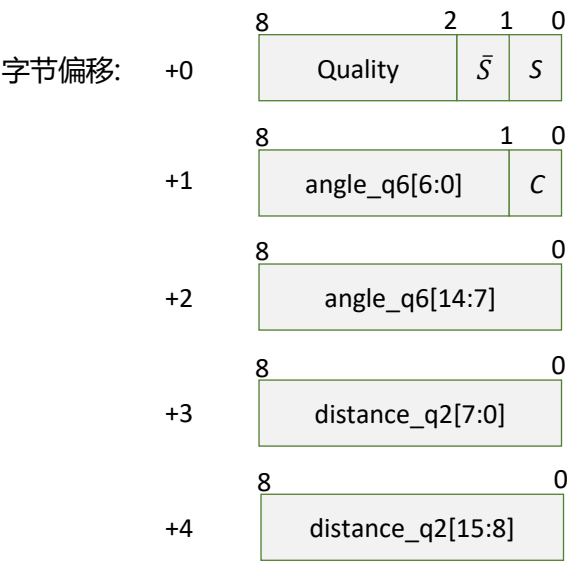 8 2 1 0
字节偏移: +0 Quality S̄ S
8 1 0
+1 angle_q6[6:0] C
8 0
+2 angle_q6[14:7]
8 0
+3 distance_q2[7:0]
8 0
+4 distance_q2[15:8]